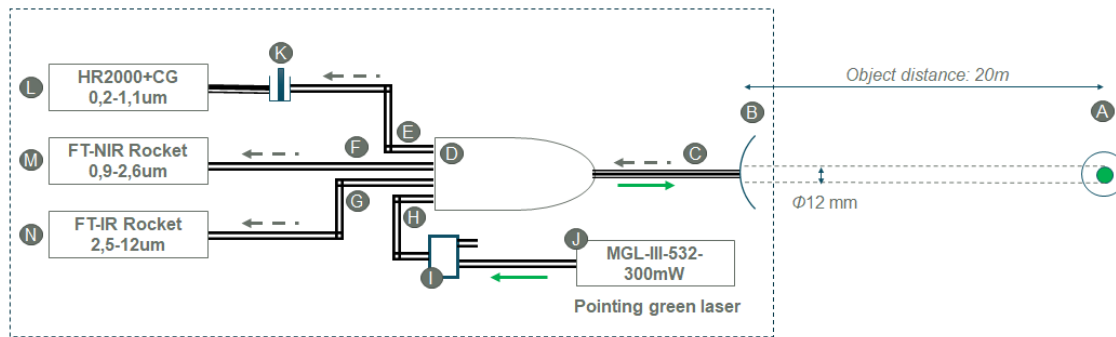 K
HR2000+CG
0,2-1,1um
L
Object distance: 20m
B
A
E
FT-NIR Rocket
0,9-2,6um
M
F
D
C
G
Φ12 mm
H
FT-IR Rocket
2,5-12um
N
J
MGL-III-532-
300mW
I
Pointing green laser